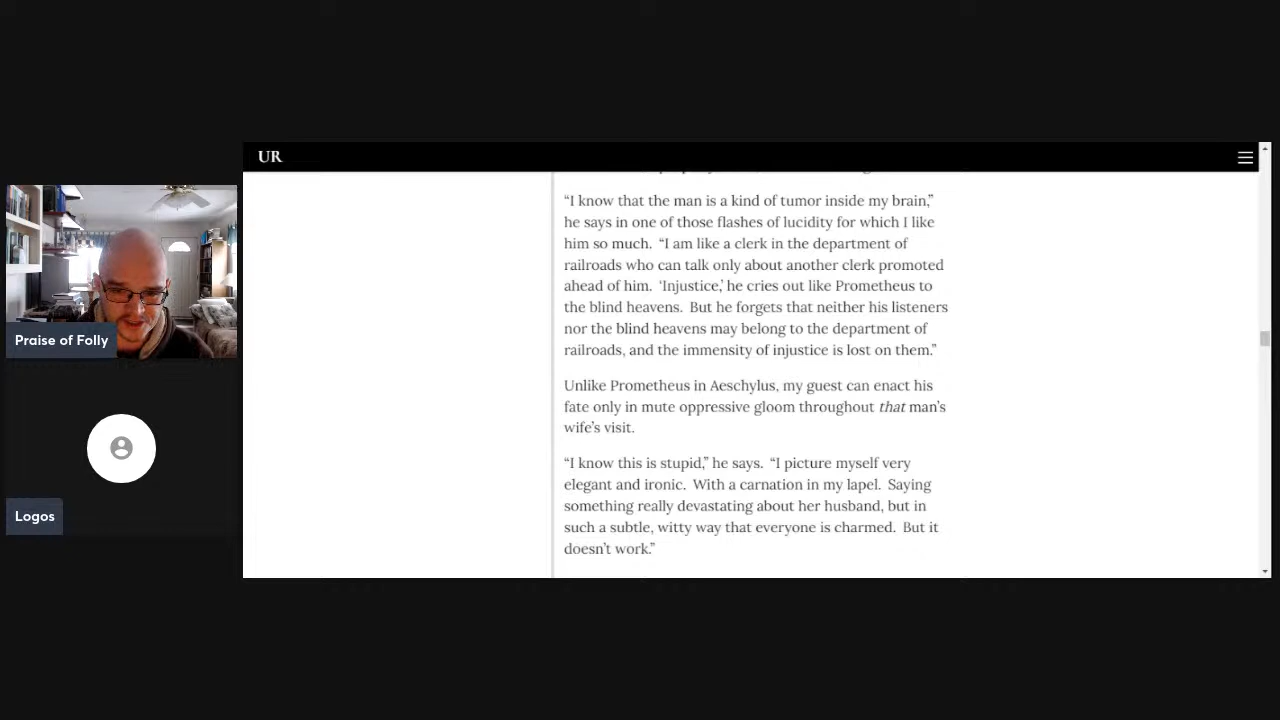 UR
“I know that the man is a kind of tumor inside my brain,”
he says in one of those flashes of lucidity for which I like
him so much.  “I am like a clerk in the department of
railroads who can talk only about another clerk promoted
ahead of him.  ‘Injustice,’ he cries out like Prometheus to
the blind heavens.  But he forgets that neither his listeners
nor the blind heavens may belong to the department of
railroads, and the immensity of injustice is lost on them.”
Unlike Prometheus in Aeschylus, my guest can enact his
fate only in mute oppressive gloom throughout that man’s
wife’s visit.
“I know this is stupid,” he says.  “I picture myself very
elegant and ironic.  With a carnation in my lapel.  Saying
something really devastating about her husband, but in
such a subtle, witty way that everyone is charmed.  But it
doesn’t work.”
Praise of Folly
Logos